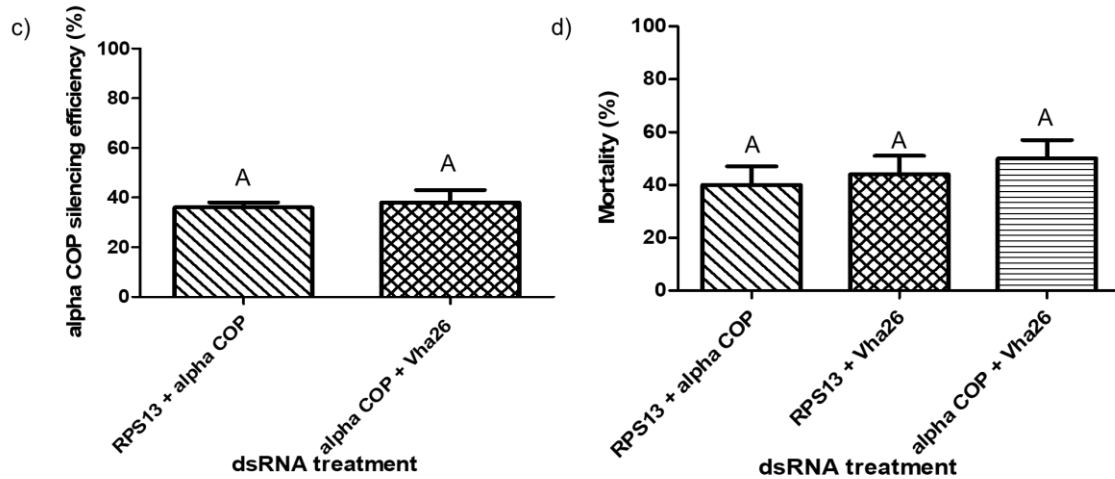 c)
alpha COP silencing efficiency (%)
100
80
60
40
20
0
A
A
RPS13 + alpha COP
alpha COP + Vha26
dsRNA treatment
d)
Mortality (%)
100
80
60
40
20
0
A
A
A
RPS13 + alpha COP
RPS13 + Vha26
alpha COP + Vha26
dsRNA treatment